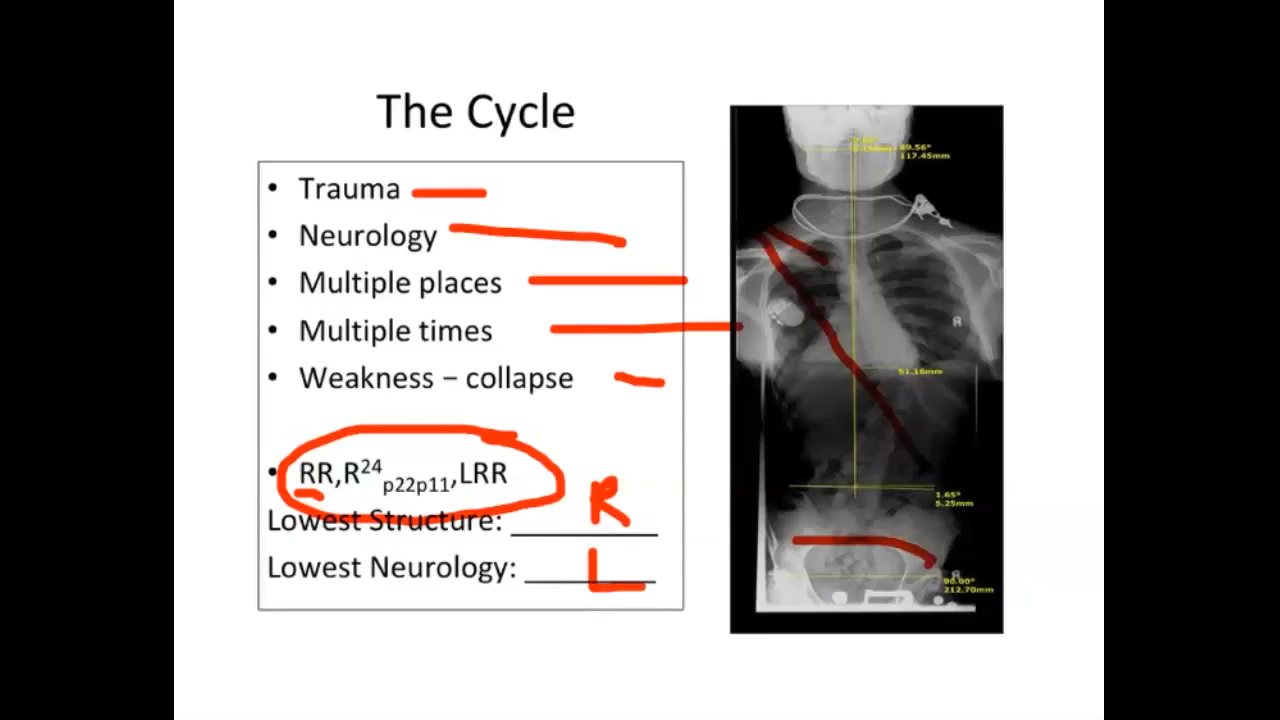 The Cycle
• Trauma
• Neurology
• Multiple places
• Multiple times
• Weakness – collapse
• RR,R²⁴p22p11,LRR
Lowest Structure: R
Lowest Neurology: L
89.56°
117.45mm
R
51.16mm
1.65°
5.25mm
R
90.00°
212.70mm